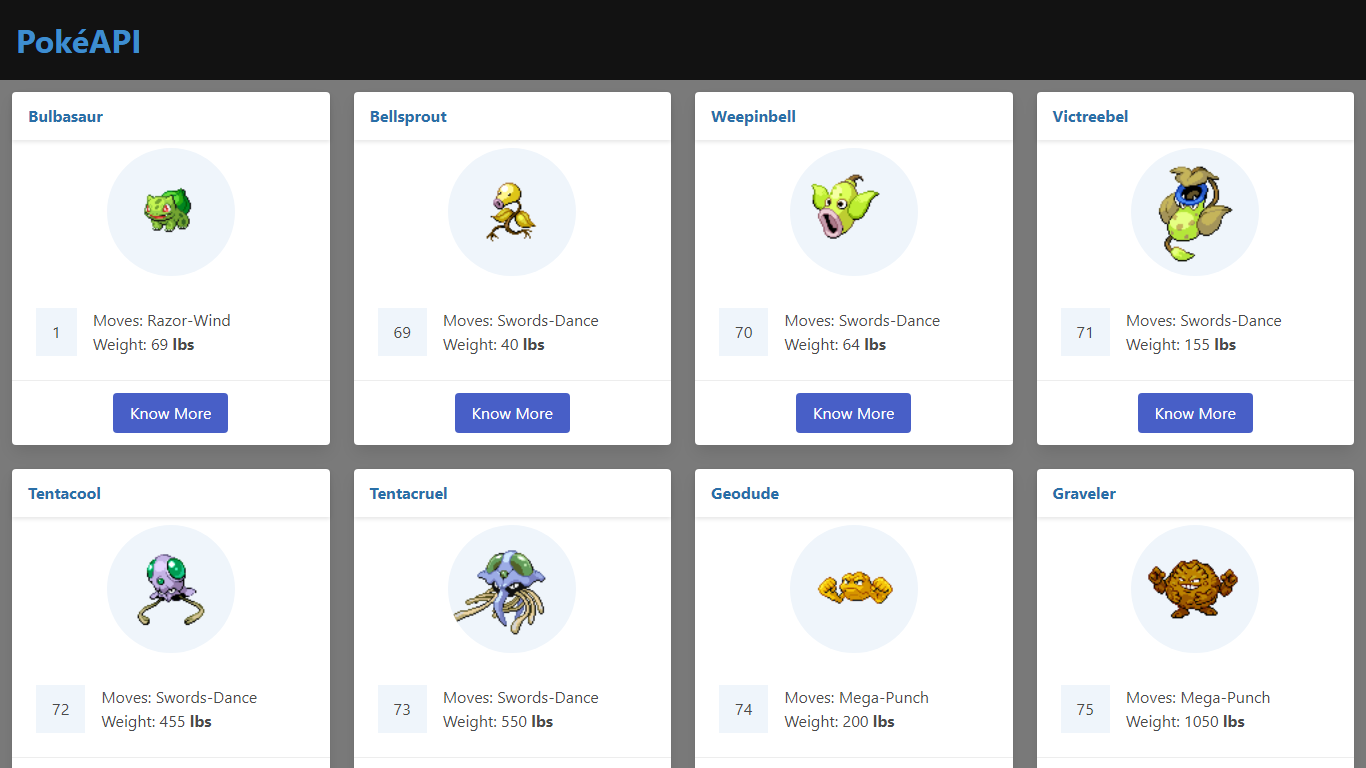 PokéAPI
Bulbasaur
1
Moves: Razor-Wind
Weight: 69 lbs
Know More
Bellsprout
69
Moves: Swords-Dance
Weight: 40 lbs
Know More
Weepinbell
70
Moves: Swords-Dance
Weight: 64 lbs
Know More
Victreebel
71
Moves: Swords-Dance
Weight: 155 lbs
Know More
Tentacool
72
Moves: Swords-Dance
Weight: 455 lbs
Tentacruel
73
Moves: Swords-Dance
Weight: 550 lbs
Geodude
74
Moves: Mega-Punch
Weight: 200 lbs
Graveler
75
Moves: Mega-Punch
Weight: 1050 lbs